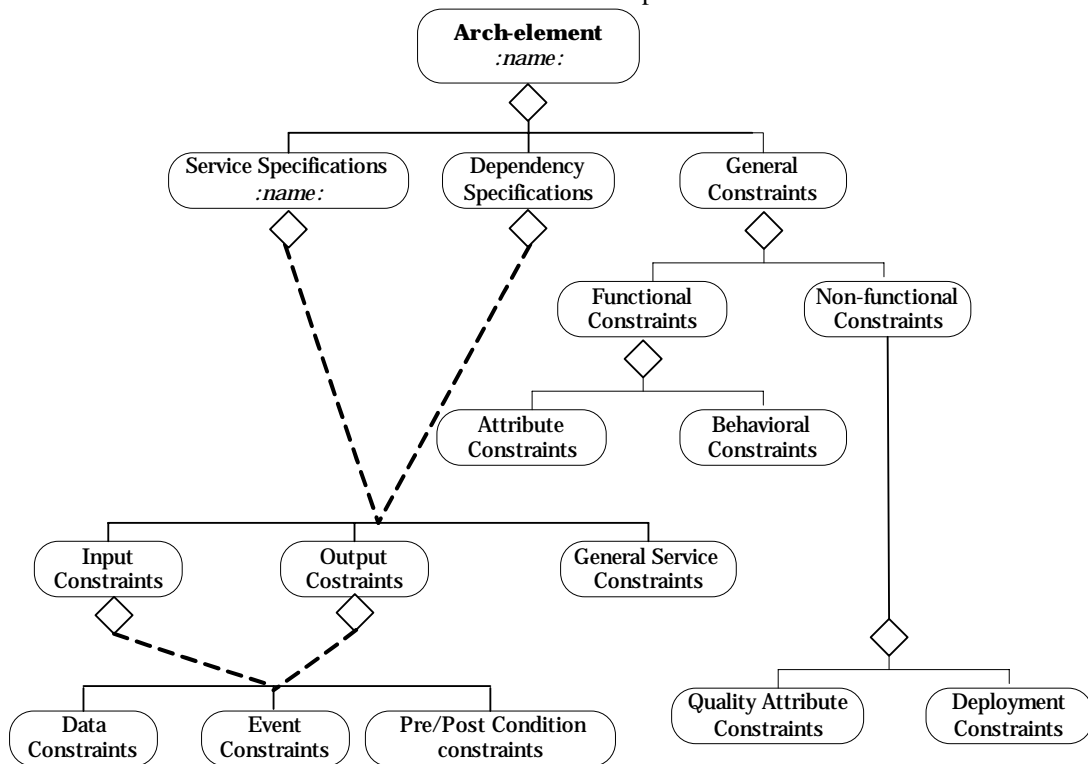 Arch-element
:name:
Service Specifications
:name:
Dependency
Specifications
General
Constraints
Functional
Constraints
Non-functional
Constraints
Attribute
Constraints
Behavioral
Constraints
Input
Constraints
Output
Costraints
General Service
Constraints
Data
Constraints
Event
Constraints
Pre/Post Condition
constraints
Quality Attribute
Constraints
Deployment
Constraints